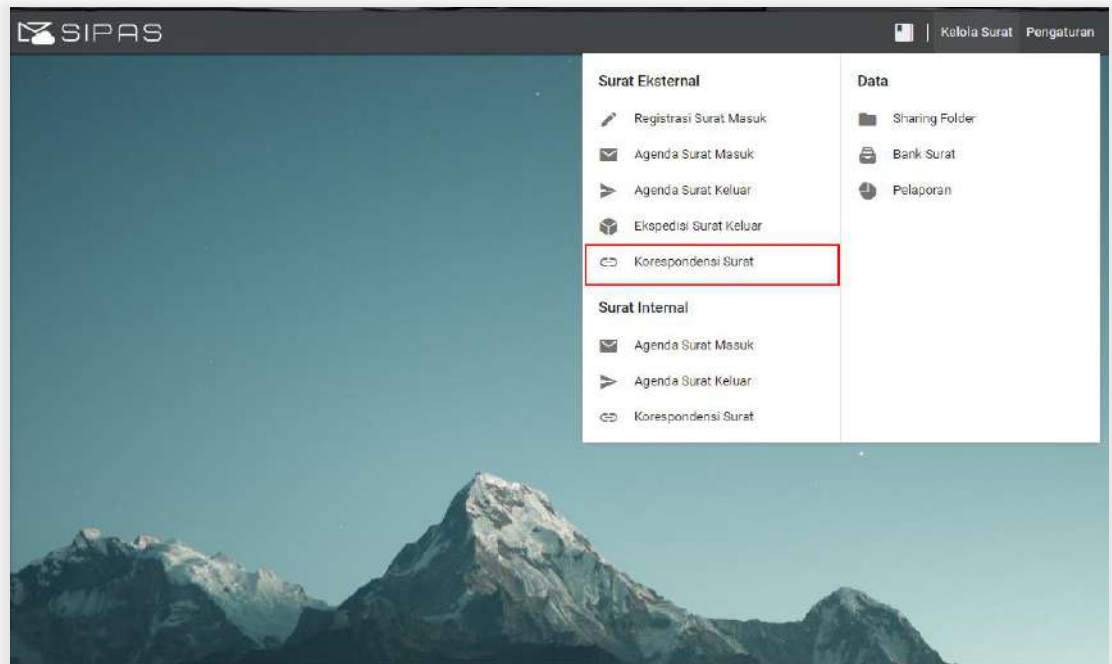 SIPAS
Kelola Surat
Pengaturan
Surat Eksternal
Registrasi Surat Masuk
Agenda Surat Masuk
Agenda Surat Keluar
Ekspedisi Surat Keluar
Korespondensi Surat
Surat Internal
Agenda Surat Masuk
Agenda Surat Keluar
Korespondensi Surat
Data
Sharing Folder
Bank Surat
Pelaporan